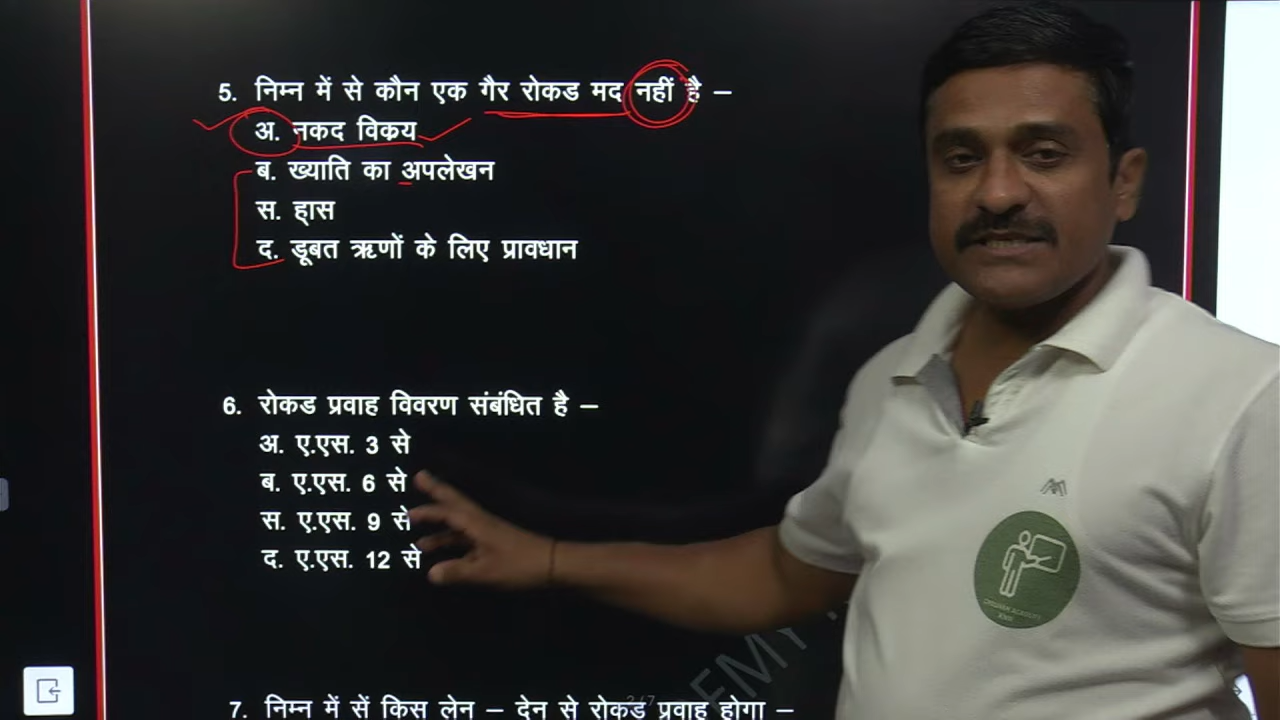 5. निम्न में से कौन एक गैर रोकड मद नहीं है –
अ. नकद विक्रय
ब. ख्याति का अपलेखन
स. ह्रास
द. डूबत ऋणों के लिए प्रावधान
6. रोकड प्रवाह विवरण संबंधित है –
अ. ए.एस. 3 से
ब. ए.एस. 6 से
स. ए.एस. 9 से
द. ए.एस. 12 से
7. निम्न में सें किस लेन – देन से रोकड प्रवाह होगा –
EMY